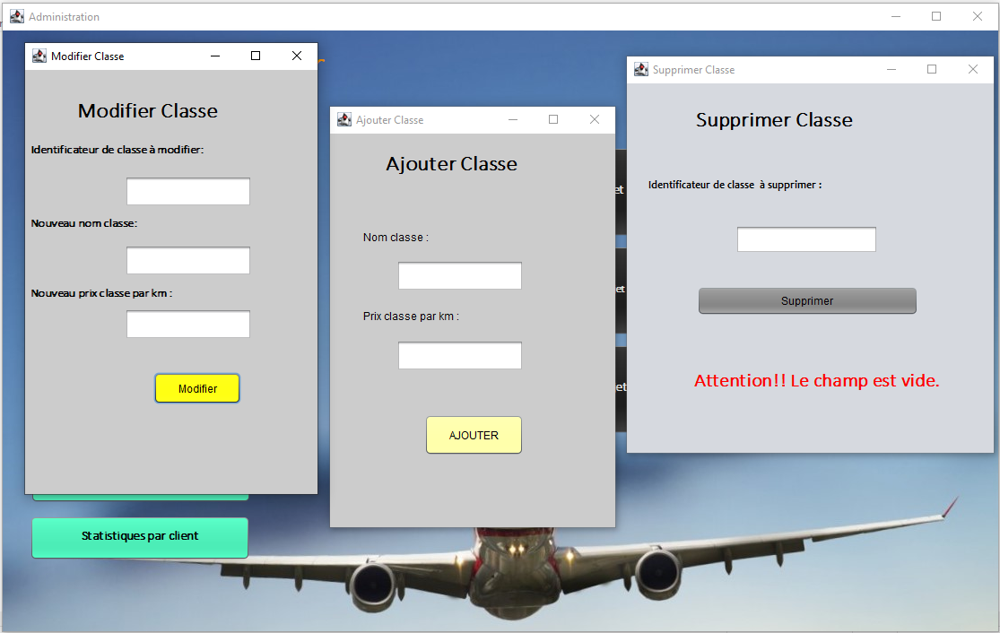 Administration
Modifier Classe
Modifier Classe
Identificateur de classe à modifier:
Nouveau nom classe:
Nouveau prix classe par km :
Modifier
Statistiques par client
Ajouter Classe
Ajouter Classe
Nom classe :
Prix classe par km :
AJOUTER
et
et
et
Supprimer Classe
Supprimer Classe
Identificateur de classe à supprimer :
Supprimer
Attention!! Le champ est vide.